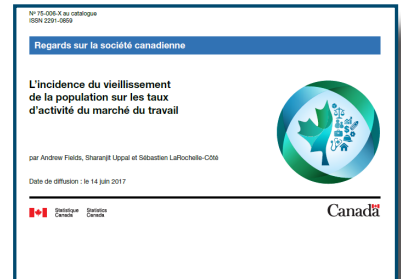 N° 75-006-X au catalogue
ISSN 2291-0859
Regards sur la société canadienne
L'incidence du vieillissement
de la population sur les taux
d'activité du marché du travail
par Andrew Fields, Sharanjit Uppal et Sébastien LaRochelle-Côté
Date de diffusion : le 14 juin 2017
Statistique Canada
Statistics Canada
Canada